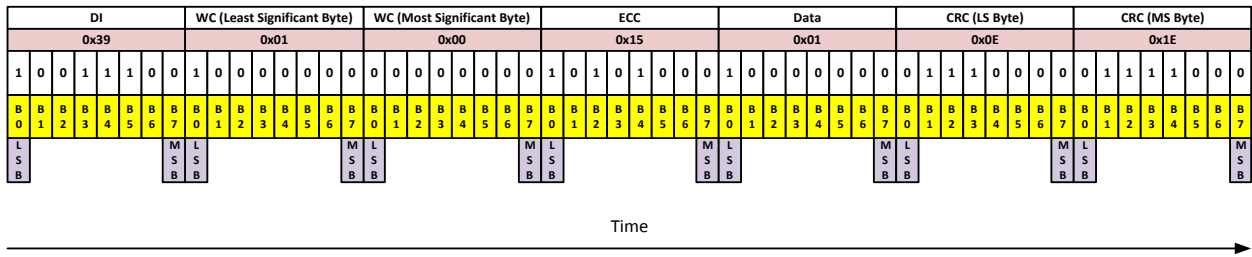 DI WC (Least Significant Byte) WC (Most Significant Byte) ECC Data CRC (LS Byte) CRC (MS Byte)
0x39 0x01 0x00 0x15 0x01 0x0E 0x1E
1 0 0 1 1 1 0 0 1 0 0 0 0 0 0 0 0 0 0 0 0 0 0 0 1 0 1 0 1 0 0 0 1 0 0 0 0 0 0 0 0 1 1 1 0 0 0 0 0 1 1 1 1 0 0 0
B0 B1 B2 B3 B4 B5 B6 B7 B0 B1 B2 B3 B4 B5 B6 B7 B0 B1 B2 B3 B4 B5 B6 B7 B0 B1 B2 B3 B4 B5 B6 B7 B0 B1 B2 B3 B4 B5 B6 B7 B0 B1 B2 B3 B4 B5 B6 B7 B0 B1 B2 B3 B4 B5 B6 B7
LSB MSB LSB MSB LSB MSB LSB MSB LSB MSB LSB MSB LSB MSB
Time